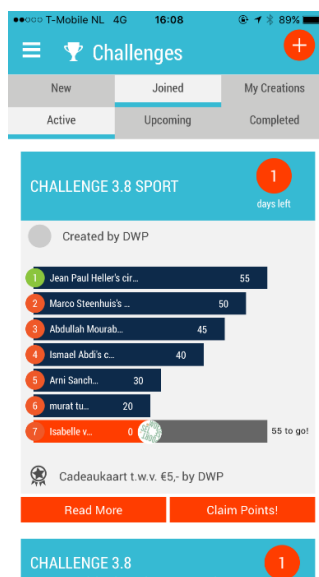 T-Mobile NL 4G 16:08 89%
Challenges
New Joined My Creations
Active Upcoming Completed
CHALLENGE 3.8 SPORT
1
days left
Created by DWP
1 Jean Paul Heller's cir... 55
2 Marco Steenhuis's ... 50
3 Abdullah Mourab... 45
4 Ismael Abdi's c... 40
5 Arni Sanch... 30
6 murat tu... 20
7 Isabelle v... 0 55 to go!
Cadeaukaart t.w.v. €5,- by DWP
Read More Claim Points!
CHALLENGE 3.8
1